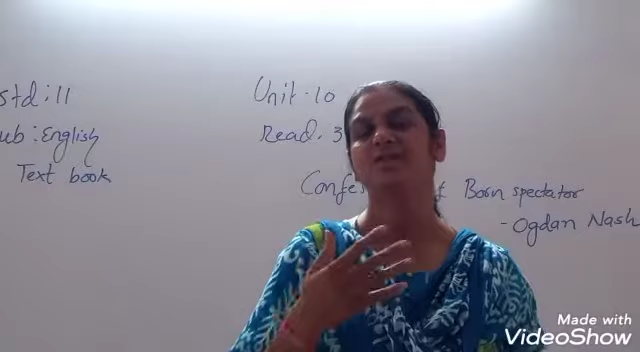 std : 11
ub : English
Text book
Unit - 10
Read. 3
Confes f Born spectator
- Ogdan Nash
Made with
VideoShow